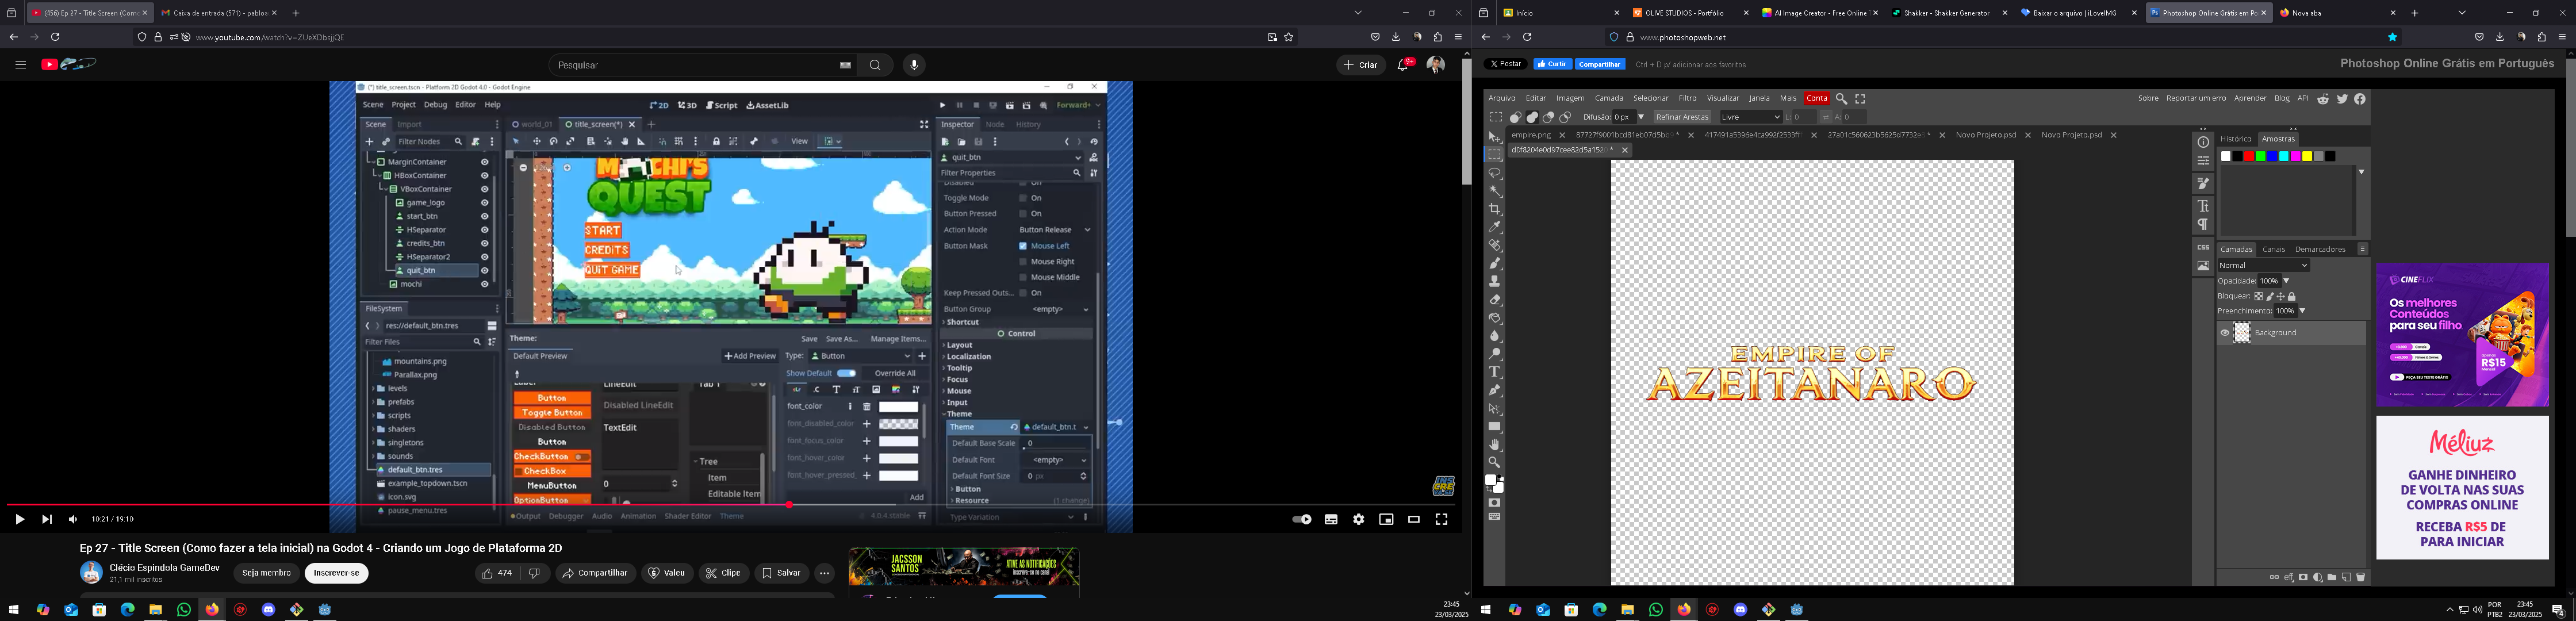 (456) Ep 27 - Title Screen (Com
Caixa de entrada (571) - pablos
www.youtube.com/watch?v=ZUeXDbsjjQE
Pesquisar
Criar
9+
(*) title_screen.tscn - Platform 2D Godot 4.0 - Godot Engine
Scene Project Debug Editor Help
2D 3D Script AssetLib
Forward+
Scene Import
world_01 title_screen(*)
Inspector Node History
Filter Nodes
View
MarginContainer
HBoxContainer
VBoxContainer
game_logo
start_btn
HSeparator
credits_btn
HSeparator2
quit_btn
mochi
QUEST
START
CREDITS
QUIT GAME
quit_btn
Filter Properties
Disabled On
Toggle Mode On
Button Pressed On
Action Mode Button Release
Button Mask Mouse Left
Mouse Right
Mouse Middle
Keep Pressed Outs... On
Button Group <empty>
Shortcut
Control
Layout
Localization
Tooltip
Focus
Mouse
Input
Theme
Theme default_btn.t
Default Base Scale 0
Default Font <empty>
Default Font Size 0 px
Button
Resource (1 change)
Type Variation
FileSystem
res://default_btn.tres
Filter Files
mountains.png
Parallax.png
levels
prefabs
scripts
shaders
singletons
sounds
default_btn.tres
example_topdown.tscn
icon.svg
pause_menu.tres
Theme: Save Save As... Manage Items...
Default Preview
Add Preview
Type: Button
Show Default Override All
Label LineEdit Tab 1
Button
Toggle Button Disabled LineEdit
Disabled Button TextEdit
Button
CheckButton
CheckBox
MenuButton 0
OptionButton
Tree
Item
Editable Item
font_color
font_disabled_color
font_focus_color
font_hover_color
font_hover_pressed_
Add
Output Debugger Audio Animation Shader Editor Theme
4.0.4.stable
10:21 / 19:10
Ep 27 - Title Screen (Como fazer a tela inicial) na Godot 4 - Criando um Jogo de Plataforma 2D
Clécio Espindola GameDev
21,1 mil inscritos
Seja membro
Inscrever-se
474
Compartilhar
Valeu
Clipe
Salvar
JACSSON SANTOS
ATIVE AS NOTIFICAÇÕES
23:45
23/03/2025
Início
OLIVE STUDIOS - Portfólio
AI Image Creator - Free Online
Shakker - Shakker Generator
Baixar o arquivo | iLoveIMG
Photoshop Online Grátis em Po
Nova aba
www.photoshopweb.net
Postar
Curtir
Compartilhar
Ctrl + D p/ adicionar aos favoritos
Photoshop Online Grátis em Português
Arquivo Editar Imagem Camada Selecionar Filtro Visualizar Janela Mais Conta
Sobre Reportar um erro Aprender Blog API
Difusão: 0 px Refinar Arestas Livre L: 0 A: 0
empire.png
Novo Projeto.psd
Novo Projeto.psd *
Histórico Amostras
EMPIRE OF
AZEITANARO
CSS
Camadas Canais Demarcadores
Normal
Opacidade: 100%
Bloquear:
Preenchimento: 100%
Background
CINEFLIX
Os melhores
Conteúdos
para seu filho
R$15
PEÇA SEU TESTE GRÁTIS
Méliuz
GANHE DINHEIRO
DE VOLTA NAS SUAS
COMPRAS ONLINE
RECEBA R$5 DE
PARA INICIAR
POR
PTB2
23:45
23/03/2025
4